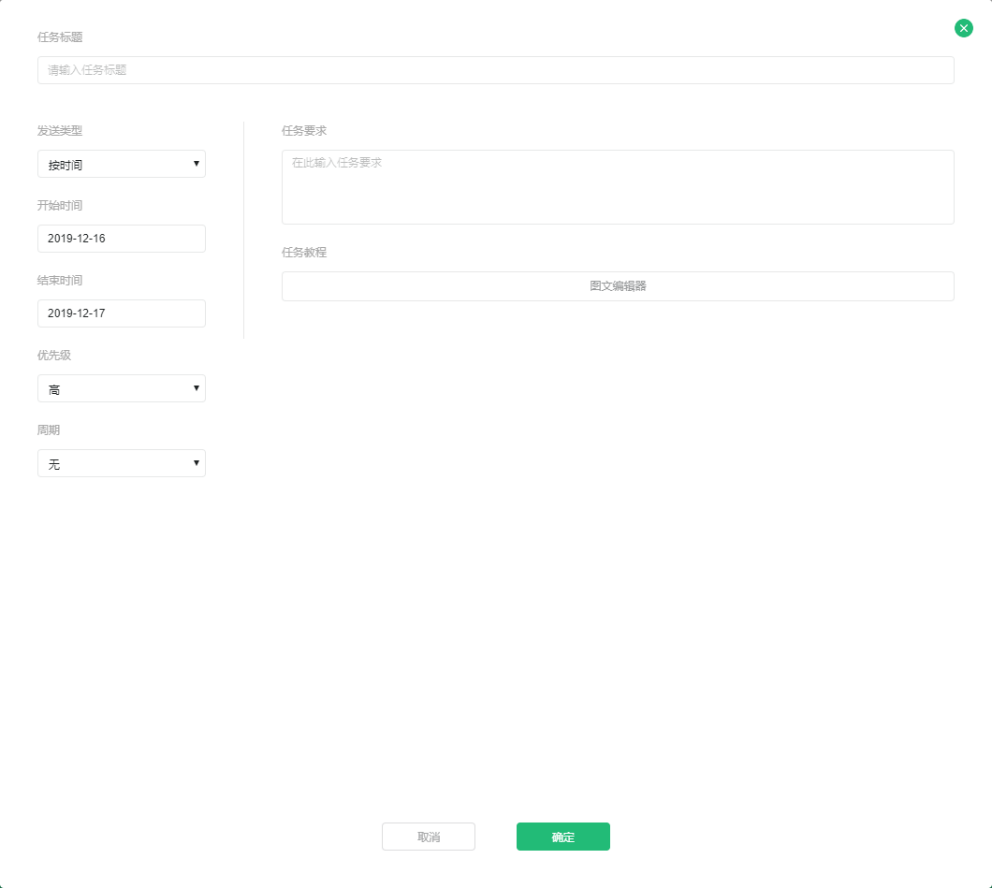 任务标题
请输入任务标题
发送类型
按时间
开始时间
2019-12-16
结束时间
2019-12-17
优先级
高
周期
无
任务要求
在此输入任务要求
任务教程
图文编辑器
取消
确定